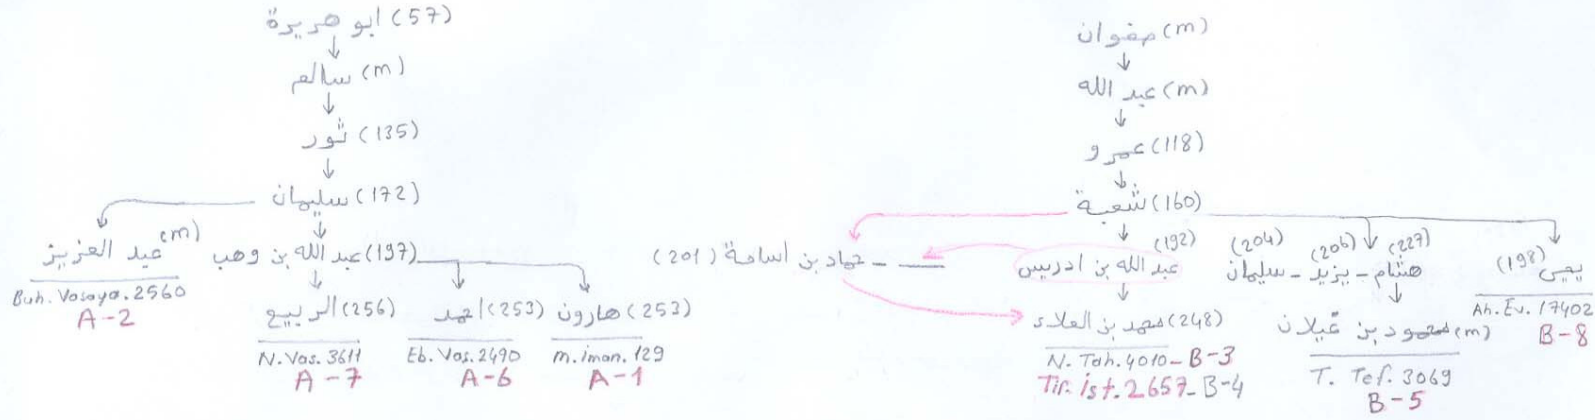 ابو هريرة (57)
سالم (m)
ثور (135)
سليمان (172)
عبد العزيز (m)
عبد الله بن وهب (197)
Buh. Vasaya. 2560
A-2
الربيع (256)
احمد (253)
هارون (253)
N. Vas. 3611
A-7
Eb. Vas. 2490
A-6
m. iman. 129
A-1
صفوان (m)
عبد الله (m)
عمرو (118)
شعبة (160)
حماد بن اسامة (201)
عبد الله بن ادريس (192)
هشام (227) - يزيد (206) - سليمان (204)
يحيى (198)
Ah. Ev. 17402
B-8
محمد بن العلاء (248)
N. Tah. 4010 - B-3
Tir. ist. 2657 - B-4
محمود بن غيلان (m)
T. Tef. 3069
B-5